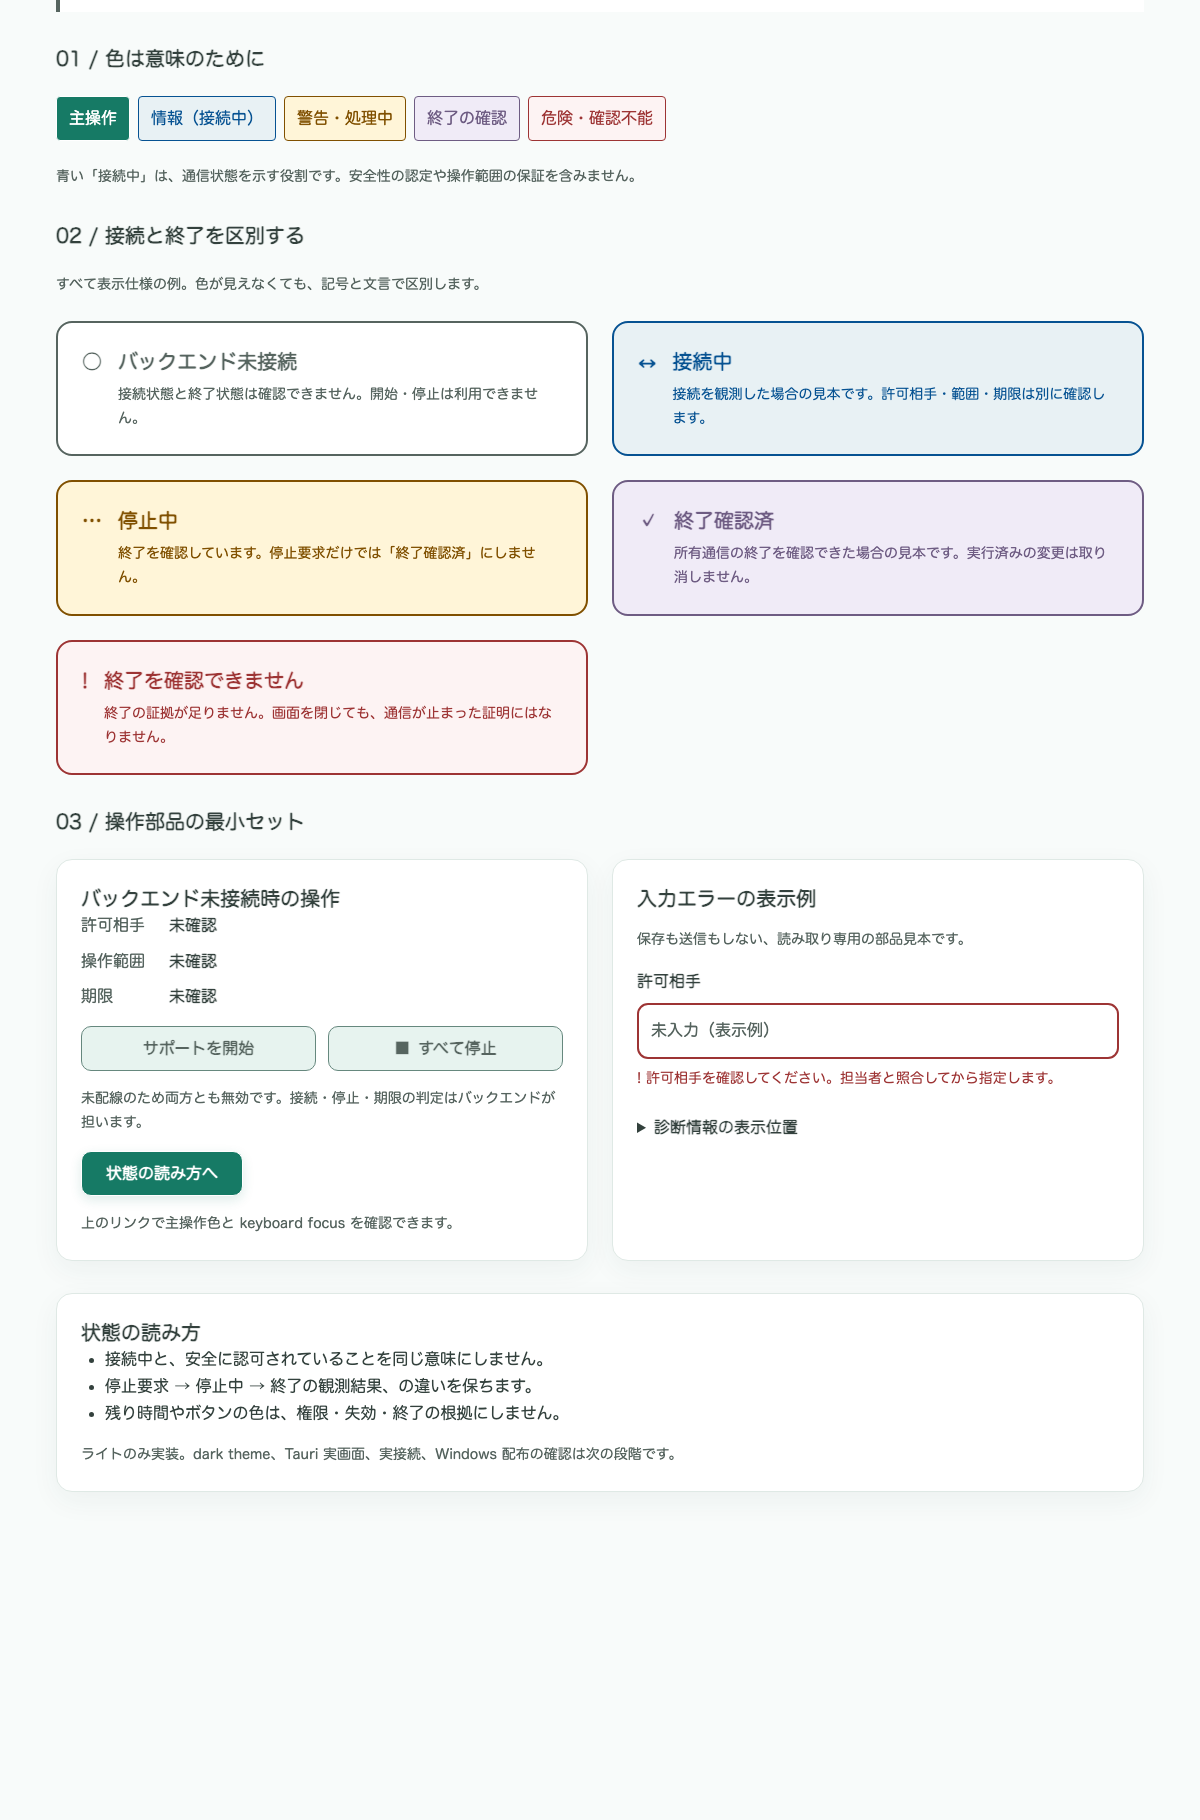 01 / 色は意味のために
主操作
情報（接続中）
警告・処理中
終了の確認
危険・確認不能
青い「接続中」は、通信状態を示す役割です。安全性の認定や操作範囲の保証を含みません。
02 / 接続と終了を区別する
すべて表示仕様の例。色が見えなくても、記号と文言で区別します。
○ バックエンド未接続
接続状態と終了状態は確認できません。開始・停止は利用できませ
ん。
↔ 接続中
接続を観測した場合の見本です。許可相手・範囲・期限は別に確認し
ます。
… 停止中
終了を確認しています。停止要求だけでは「終了確認済」にしませ
ん。
✓ 終了確認済
所有通信の終了を確認できた場合の見本です。実行済みの変更は取り
消しません。
! 終了を確認できません
終了の証拠が足りません。画面を閉じても、通信が止まった証明にはな
りません。
03 / 操作部品の最小セット
バックエンド未接続時の操作
許可相手 未確認
操作範囲 未確認
期限 未確認
サポートを開始
■ すべて停止
未配線のため両方とも無効です。接続・停止・期限の判定はバックエンドが
担います。
状態の読み方へ
上のリンクで主操作色と keyboard focus を確認できます。
入力エラーの表示例
保存も送信もしない、読み取り専用の部品見本です。
許可相手
未入力（表示例）
! 許可相手を確認してください。担当者と照合してから指定します。
▶ 診断情報の表示位置
状態の読み方
• 接続中と、安全に認可されていることを同じ意味にしません。
• 停止要求 → 停止中 → 終了の観測結果、の違いを保ちます。
• 残り時間やボタンの色は、権限・失効・終了の根拠にしません。
ライトのみ実装。dark theme、Tauri 実画面、実接続、Windows 配布の確認は次の段階です。